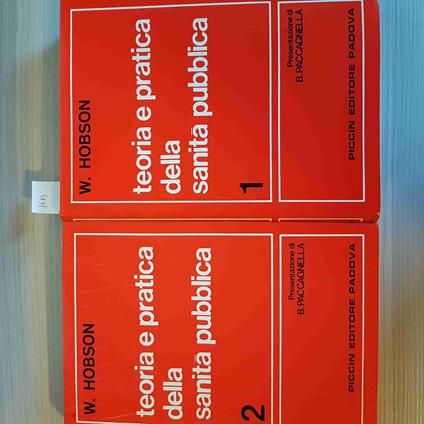 W. HOBSON
teoria e pratica
della
sanità pubblica
1
Presentazione di
B. PACCAGNELLA
PICCIN EDITORE PADOVA
W. HOBSON
teoria e pratica
della
sanità pubblica
2
Presentazione di
B. PACCAGNELLA
PICCIN EDITORE PADOVA